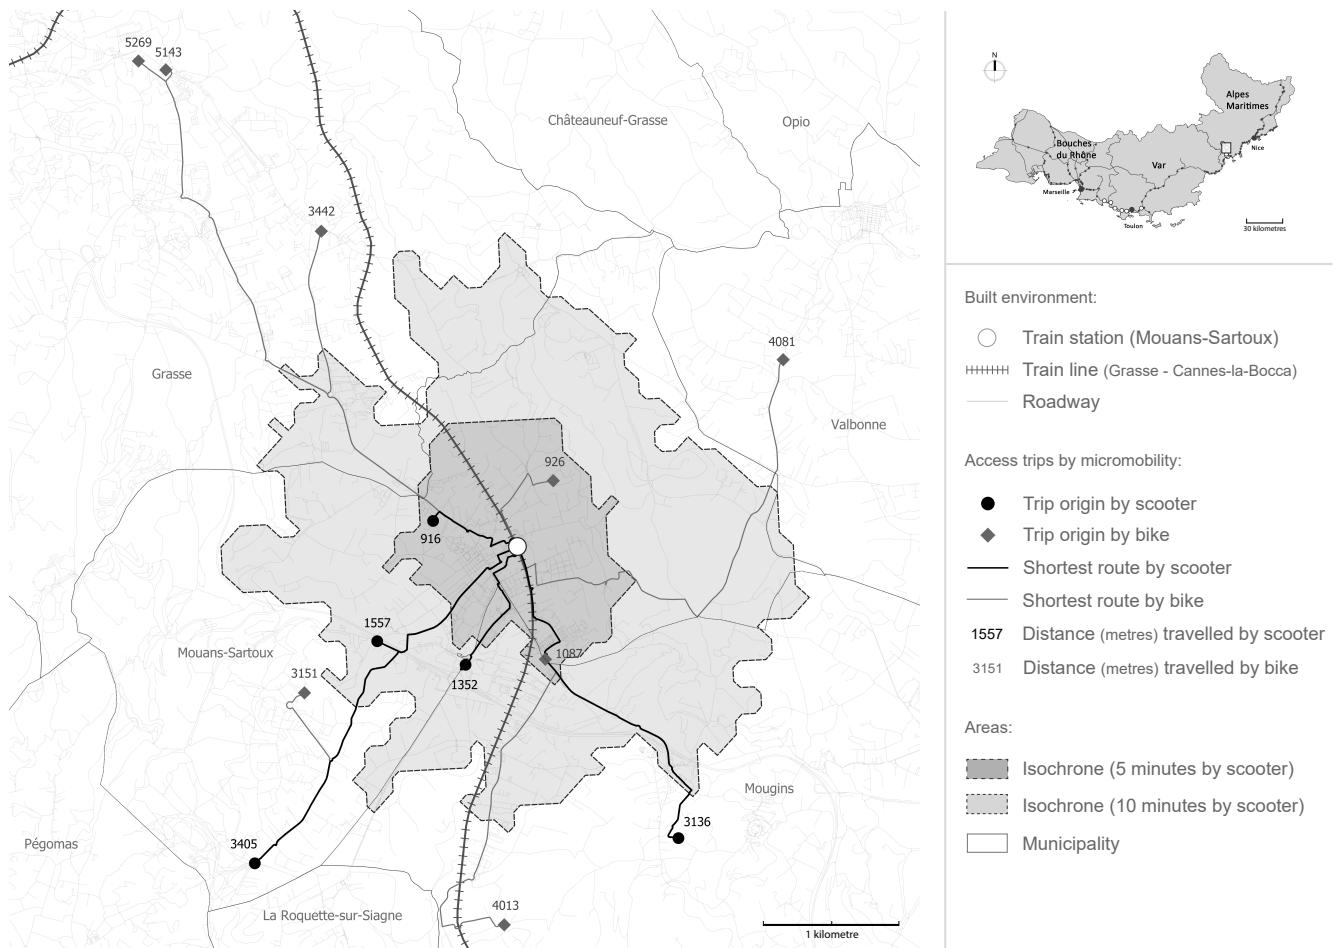 5269
5143
Châteauneuf-Grasse
Opio
3442
4081
Grasse
Valbonne
926
916
1557
Mouans-Sartoux
3151
1352
1087
Mougins
3136
3405
Pégomas
La Roquette-sur-Siagne
4013
1 kilometre
N
Alpes
Maritimes
Bouches -
du Rhône
Var
Nice
Marseille
Toulon
30 kilometres
Built environment:
Train station (Mouans-Sartoux)
Train line (Grasse - Cannes-la-Bocca)
Roadway
Access trips by micromobility:
Trip origin by scooter
Trip origin by bike
Shortest route by scooter
Shortest route by bike
1557 Distance (metres) travelled by scooter
3151 Distance (metres) travelled by bike
Areas:
Isochrone (5 minutes by scooter)
Isochrone (10 minutes by scooter)
Municipality